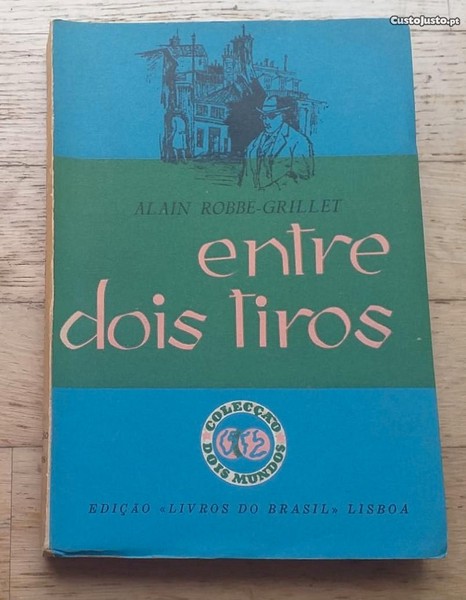 CustoJusto.pt
ALAIN ROBBE-GRILLET
entre
dois tiros
COLECÇÃO
DOIS MUNDOS
EDIÇÃO «LIVROS DO BRASIL» LISBOA